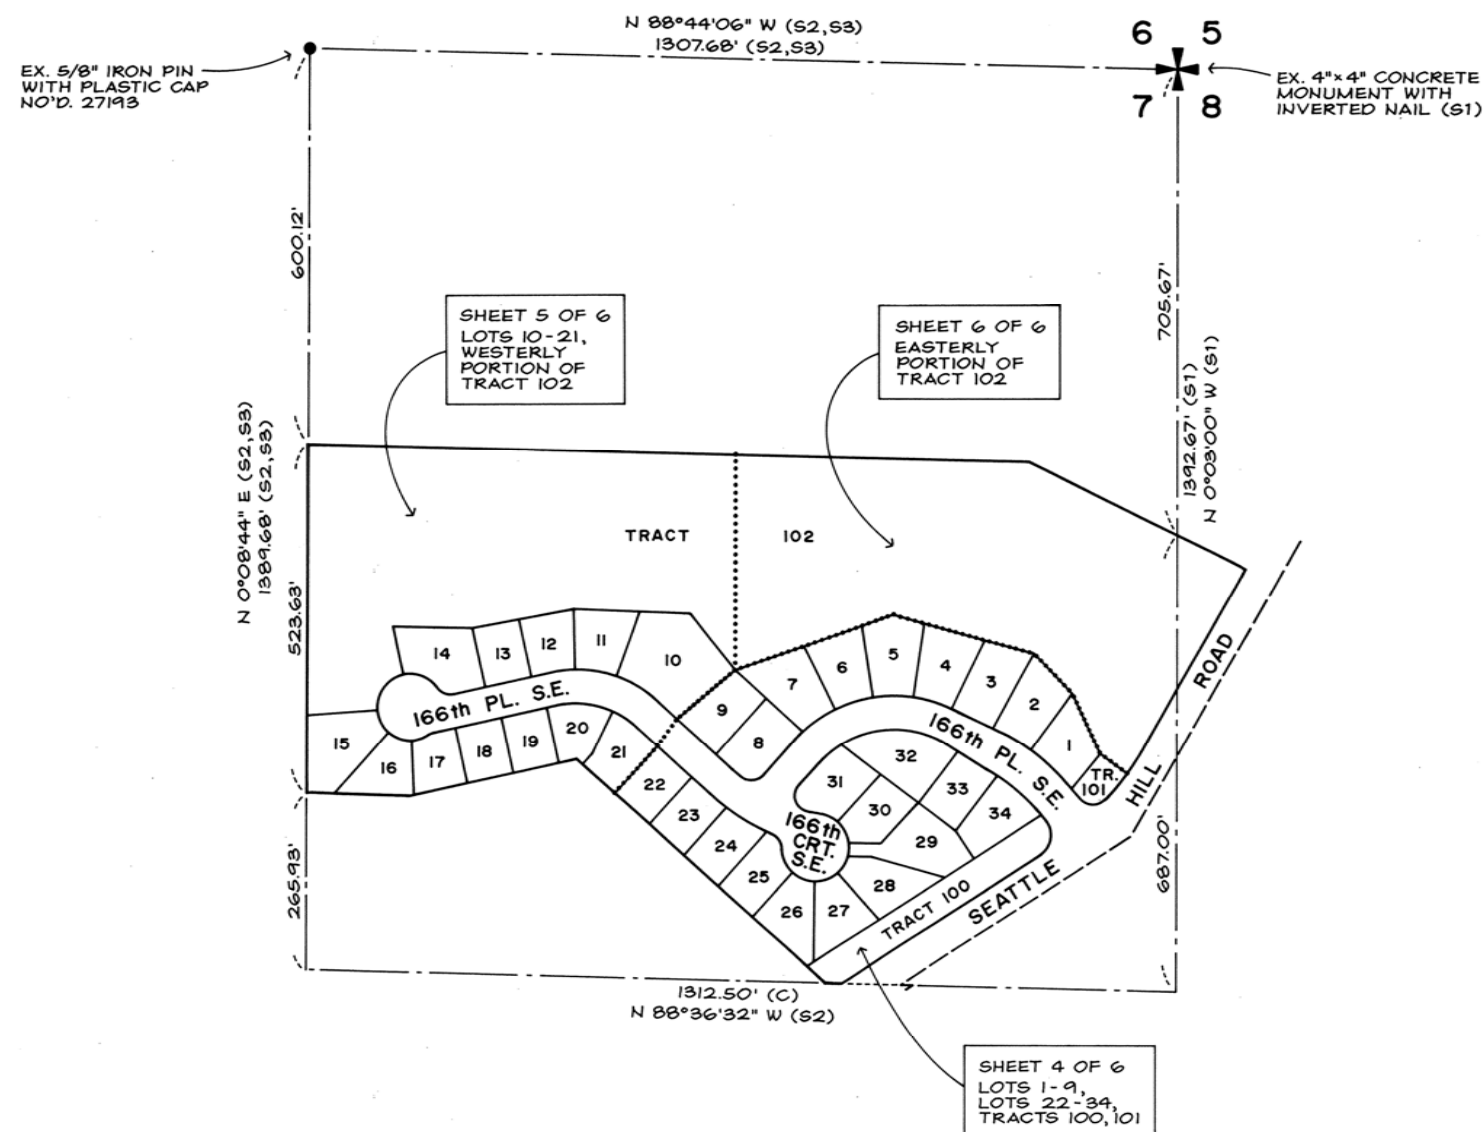 N 88°44'06" W (S2,S3)
1307.68' (S2,S3)
6 5
7 8
EX. 5/8" IRON PIN
WITH PLASTIC CAP
NO'D. 27193
EX. 4"x4" CONCRETE
MONUMENT WITH
INVERTED NAIL (S1)
600.12'
705.67'
SHEET 5 OF 6
LOTS 10-21,
WESTERLY
PORTION OF
TRACT 102
SHEET 6 OF 6
EASTERLY
PORTION OF
TRACT 102
N 0°08'44" E (S2,S3)
1389.68' (S2,S3)
1392.67' (S1)
N 0°03'00" W (S1)
TRACT 102
523.63'
14
13
12
11
10
166th PL. S.E.
15
16
17
18
19
20
21
9
8
7
6
5
4
3
2
1
TR.
101
166th PL. S.E.
22
23
24
25
26
27
28
29
30
31
32
33
34
166th
CRT.
S.E.
TRACT 100
SEATTLE HILL ROAD
265.93'
687.00'
1312.50' (C)
N 88°36'32" W (S2)
SHEET 4 OF 6
LOTS 1-9,
LOTS 22-34,
TRACTS 100,101